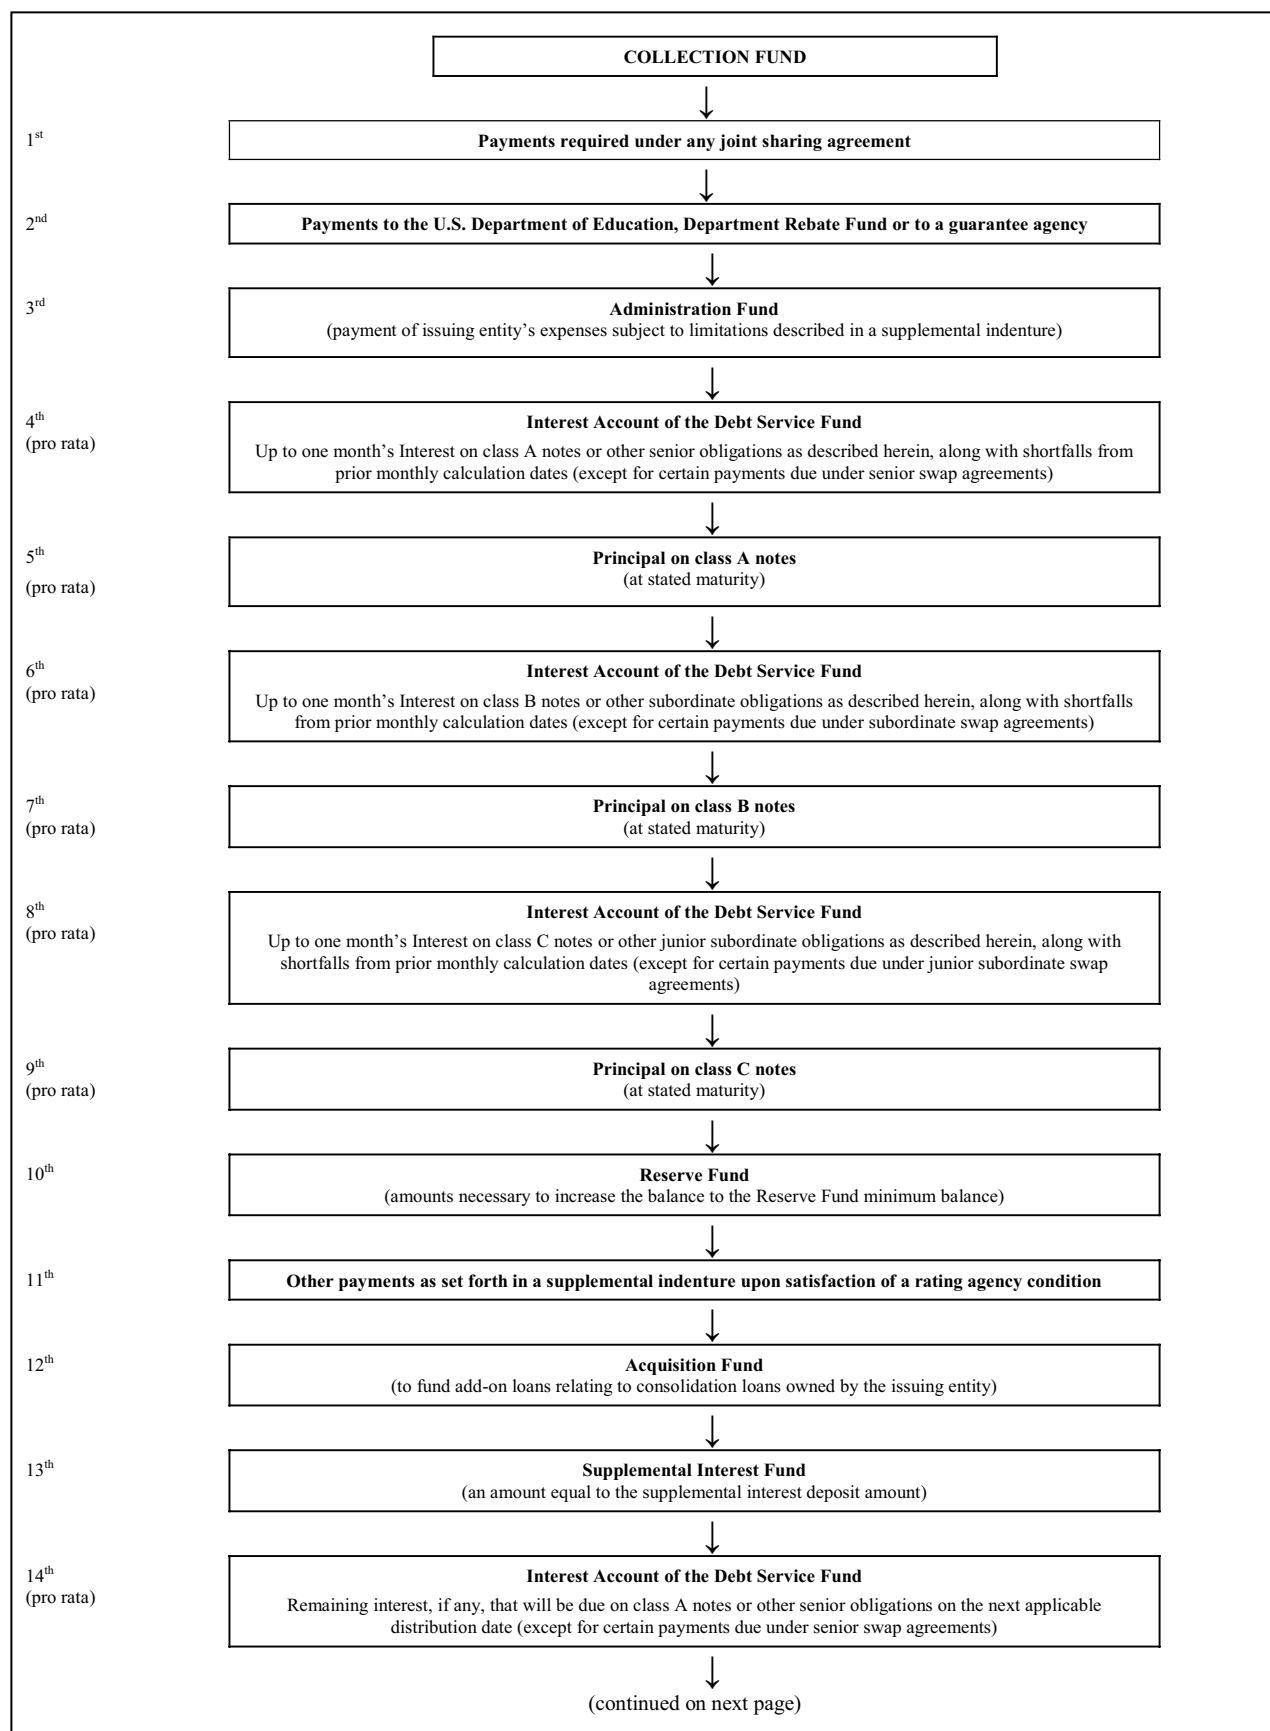 COLLECTION FUND
1st
Payments required under any joint sharing agreement
2nd
Payments to the U.S. Department of Education, Department Rebate Fund or to a guarantee agency
3rd
Administration Fund
(payment of issuing entity’s expenses subject to limitations described in a supplemental indenture)
4th
(pro rata)
Interest Account of the Debt Service Fund
Up to one month’s Interest on class A notes or other senior obligations as described herein, along with shortfalls from
prior monthly calculation dates (except for certain payments due under senior swap agreements)
5th
(pro rata)
Principal on class A notes
(at stated maturity)
6th
(pro rata)
Interest Account of the Debt Service Fund
Up to one month’s Interest on class B notes or other subordinate obligations as described herein, along with shortfalls
from prior monthly calculation dates (except for certain payments due under subordinate swap agreements)
7th
(pro rata)
Principal on class B notes
(at stated maturity)
8th
(pro rata)
Interest Account of the Debt Service Fund
Up to one month’s Interest on class C notes or other junior subordinate obligations as described herein, along with
shortfalls from prior monthly calculation dates (except for certain payments due under junior subordinate swap
agreements)
9th
(pro rata)
Principal on class C notes
(at stated maturity)
10th
Reserve Fund
(amounts necessary to increase the balance to the Reserve Fund minimum balance)
11th
Other payments as set forth in a supplemental indenture upon satisfaction of a rating agency condition
12th
Acquisition Fund
(to fund add-on loans relating to consolidation loans owned by the issuing entity)
13th
Supplemental Interest Fund
(an amount equal to the supplemental interest deposit amount)
14th
(pro rata)
Interest Account of the Debt Service Fund
Remaining interest, if any, that will be due on class A notes or other senior obligations on the next applicable
distribution date (except for certain payments due under senior swap agreements)
(continued on next page)